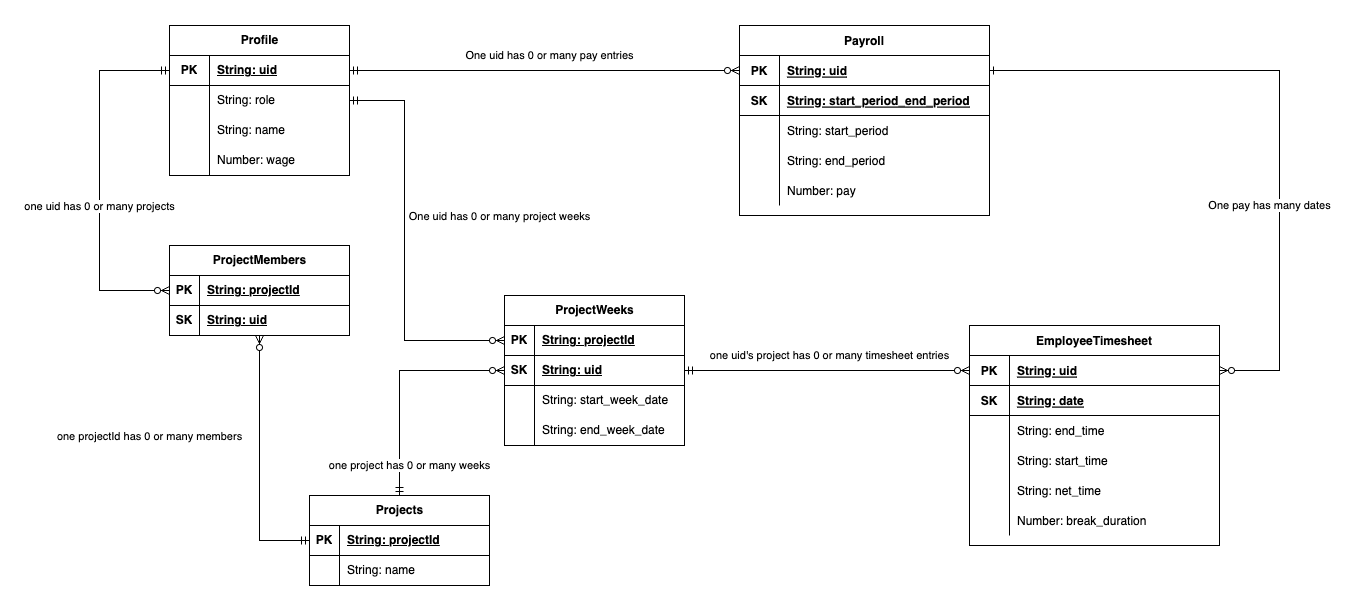 Profile
PK String: uid
String: role
String: name
Number: wage
One uid has 0 or many pay entries
Payroll
PK String: uid
SK String: start_period_end_period
String: start_period
String: end_period
Number: pay
one uid has 0 or many projects
One uid has 0 or many project weeks
One pay has many dates
ProjectMembers
PK String: projectId
SK String: uid
ProjectWeeks
PK String: projectId
SK String: uid
String: start_week_date
String: end_week_date
one uid's project has 0 or many timesheet entries
EmployeeTimesheet
PK String: uid
SK String: date
String: end_time
String: start_time
String: net_time
Number: break_duration
one projectId has 0 or many members
one project has 0 or many weeks
Projects
PK String: projectId
String: name